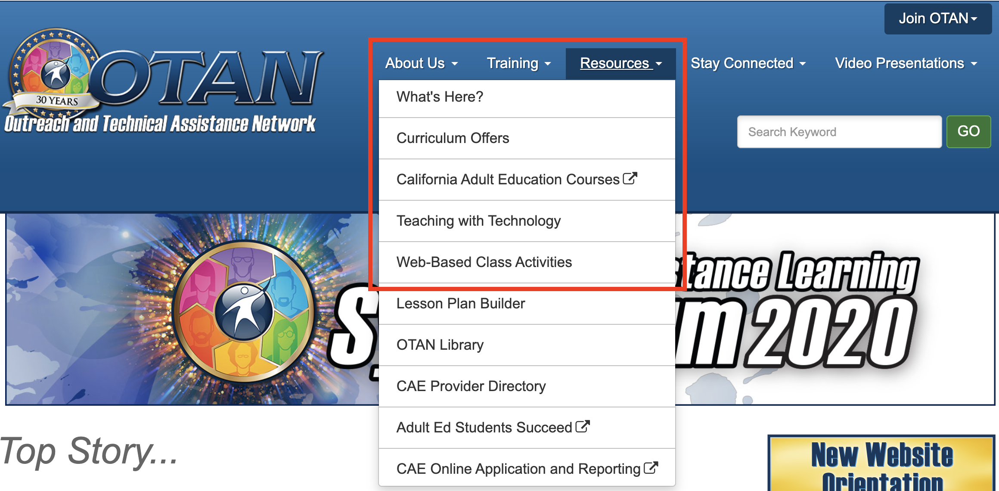 Join OTAN
OTAN
30 YEARS
Outreach and Technical Assistance Network
About Us
Training
Resources
Stay Connected
Video Presentations
Search Keyword
GO
What's Here?
Curriculum Offers
California Adult Education Courses
Teaching with Technology
Web-Based Class Activities
Lesson Plan Builder
OTAN Library
CAE Provider Directory
Adult Ed Students Succeed
CAE Online Application and Reporting
Learning
2020
Top Story...
New Website
Orientation